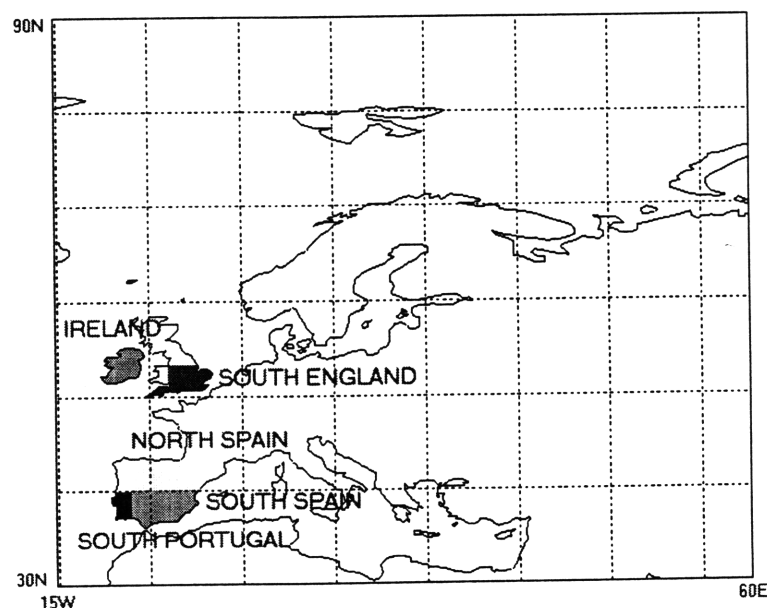 90N
IRELAND
SOUTH ENGLAND
NORTH SPAIN
SOUTH SPAIN
SOUTH PORTUGAL
30N
15W
60E